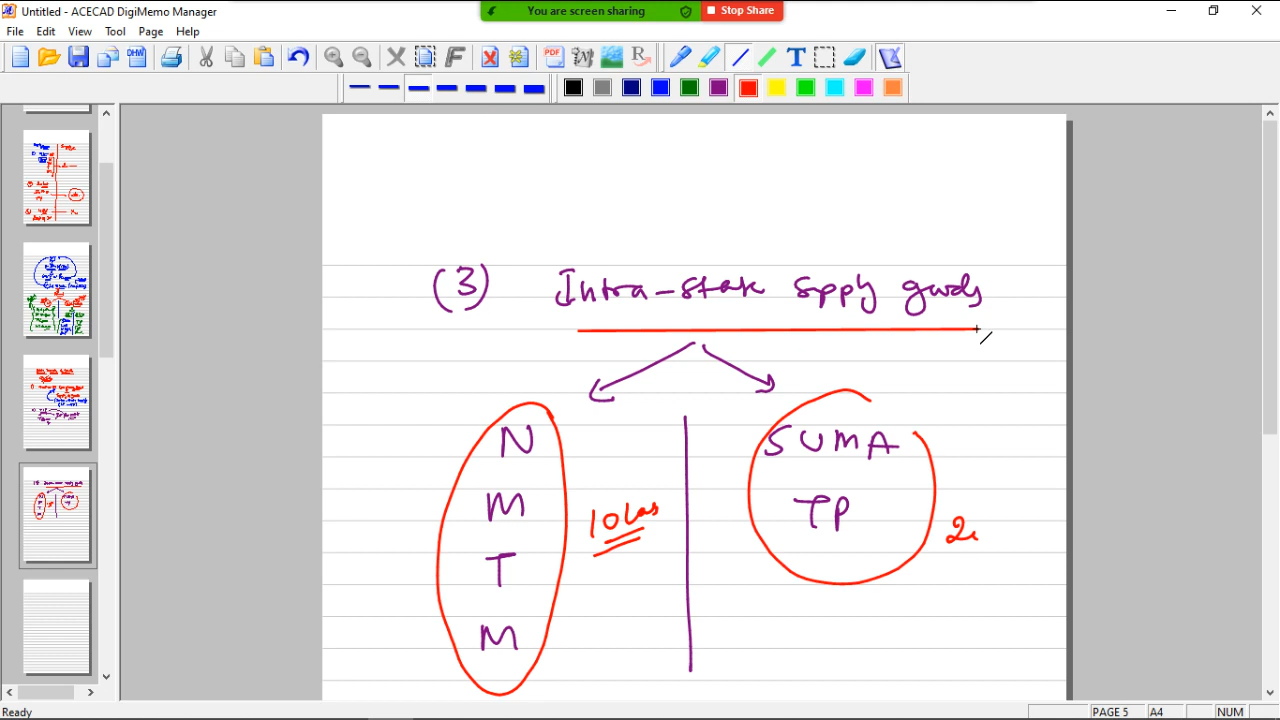 Untitled - ACECAD DigiMemo Manager
You are screen sharing
Stop Share
File Edit View Tool Page Help
(3) Intra-state supply goods
N
M
T
M
10 Las
SUMA
TP
Ready
PAGE 5
A4
NUM